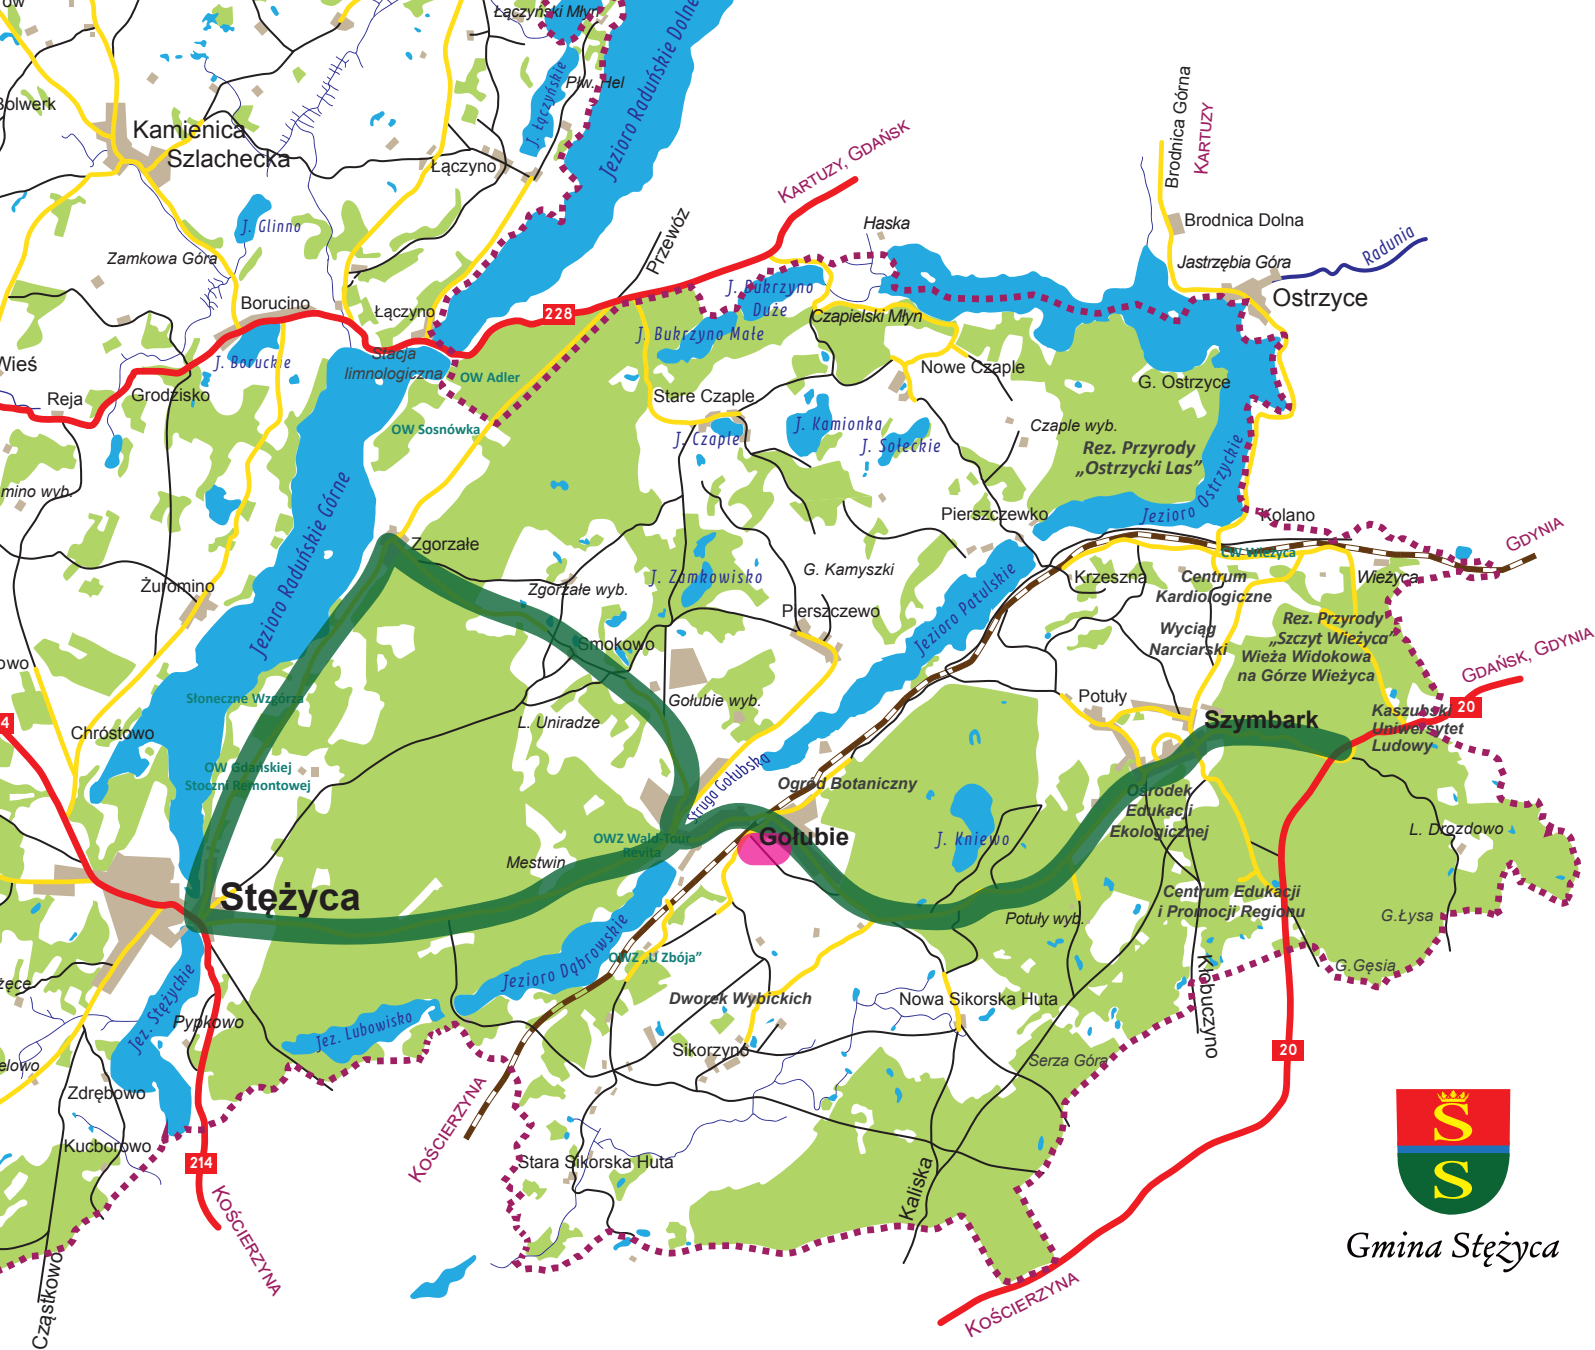 Łączyński Młyn
Bolwerk
Kamienica
Szlachecka
Płw. Hel
J. Łączyńskie
Jezioro Raduńskie Dolne
Łączyno
Kartuzy, Gdańsk
Brodnica Górna
Kartuzy
J. Glinno
Przewóz
Haska
Brodnica Dolna
Radunia
Zamkowa Góra
Jastrzębia Góra
Borucino
Łączyno
228
J. Bukrzyno
Duże
Czapielski Młyn
Ostrzyce
J. Bukrzyno Małe
Wieś
J. Boruckie
Stacja
limnologiczna
OW Adler
Nowe Czaple
G. Ostrzyce
Reja
Grodzisko
Stare Czaple
OW Sosnówka
J. Czaple
J. Kamionka
J. Sołeckie
Czaple wyb.
Rez. Przyrody
„Ostrzycki Las”
Jezioro Ostrzyckie
mino wyb.
Jezioro Raduńskie Górne
Pierszczewko
Kolano
Gdynia
Zgorzałe
CW Wieżyca
Żuromino
Zgorzałe wyb.
J. Zamkowisko
G. Kamyszki
Krzeszna
Centrum
Kardiologiczne
Wieżyca
Pierszczewo
Jezioro Patulskie
Smokowo
Wyciąg
Narciarski
Rez. Przyrody
„Szczyt Wieżyca”
Wieża Widokowa
na Górze Wieżyca
Gdańsk, Gdynia
owo
Słoneczne Wzgórza
Gołubie wyb.
Potuły
20
4
L. Uniradze
Szymbark
Kaszubski
Uniwersytet
Ludowy
Chróstowo
OW Gdańskiej
Stoczni Remontowej
Struga Gołubska
Ogród Botaniczny
Ośrodek
Edukacji
Ekologicznej
OWZ Wald-Tour
Revita
Gołubie
J. Kniewo
L. Drozdowo
Mestwin
Stężyca
Centrum Edukacji
i Promocji Regionu
Potuły wyb.
G.Łysa
OWZ „U Zbója”
Jezioro Dąbrowskie
G.Gęsia
Kłobuczyno
Dworek Wybickich
Nowa Sikorska Huta
Jez. Stężyckie
Pypkowo
Jez. Lubowisko
Sikorzyno
20
Serza Góra
elowo
Zdrębowo
Kościerzyna
Kucborowo
214
Stara Sikorska Huta
Kaliska
Kościerzyna
Cząstkowo
Kościerzyna
S
S
Gmina Stężyca